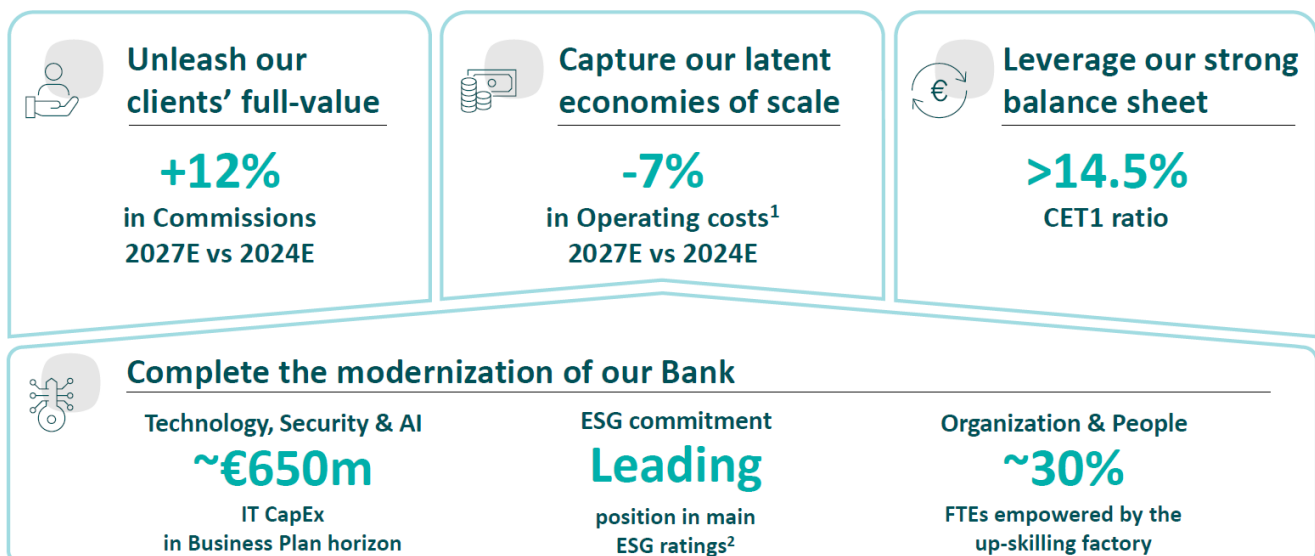 Unleash our
clients’ full-value
+12%
in Commissions
2027E vs 2024E
Capture our latent
economies of scale
-7%
in Operating costs¹
2027E vs 2024E
Leverage our strong
balance sheet
€
>14.5%
CET1 ratio
Complete the modernization of our Bank
Technology, Security & AI
~€650m
IT CapEx
in Business Plan horizon
ESG commitment
Leading
position in main
ESG ratings²
Organization & People
~30%
FTEs empowered by the
up-skilling factory